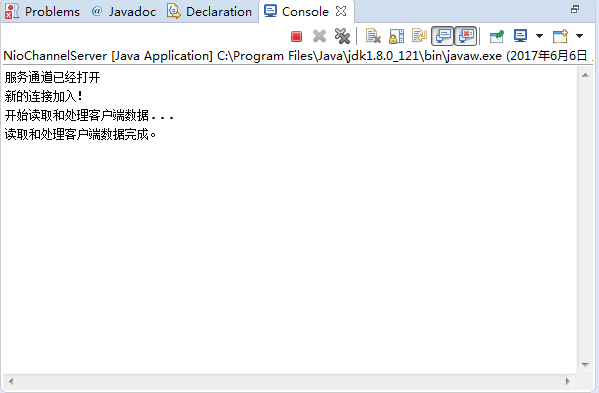 Problems @ Javadoc Declaration Console
NioChannelServer [Java Application] C:\Program Files\Java\jdk1.8.0_121\bin\javaw.exe (2017年6月6日
服务通道已经打开
新的连接加入!
开始读取和处理客户端数据...
读取和处理客户端数据完成。